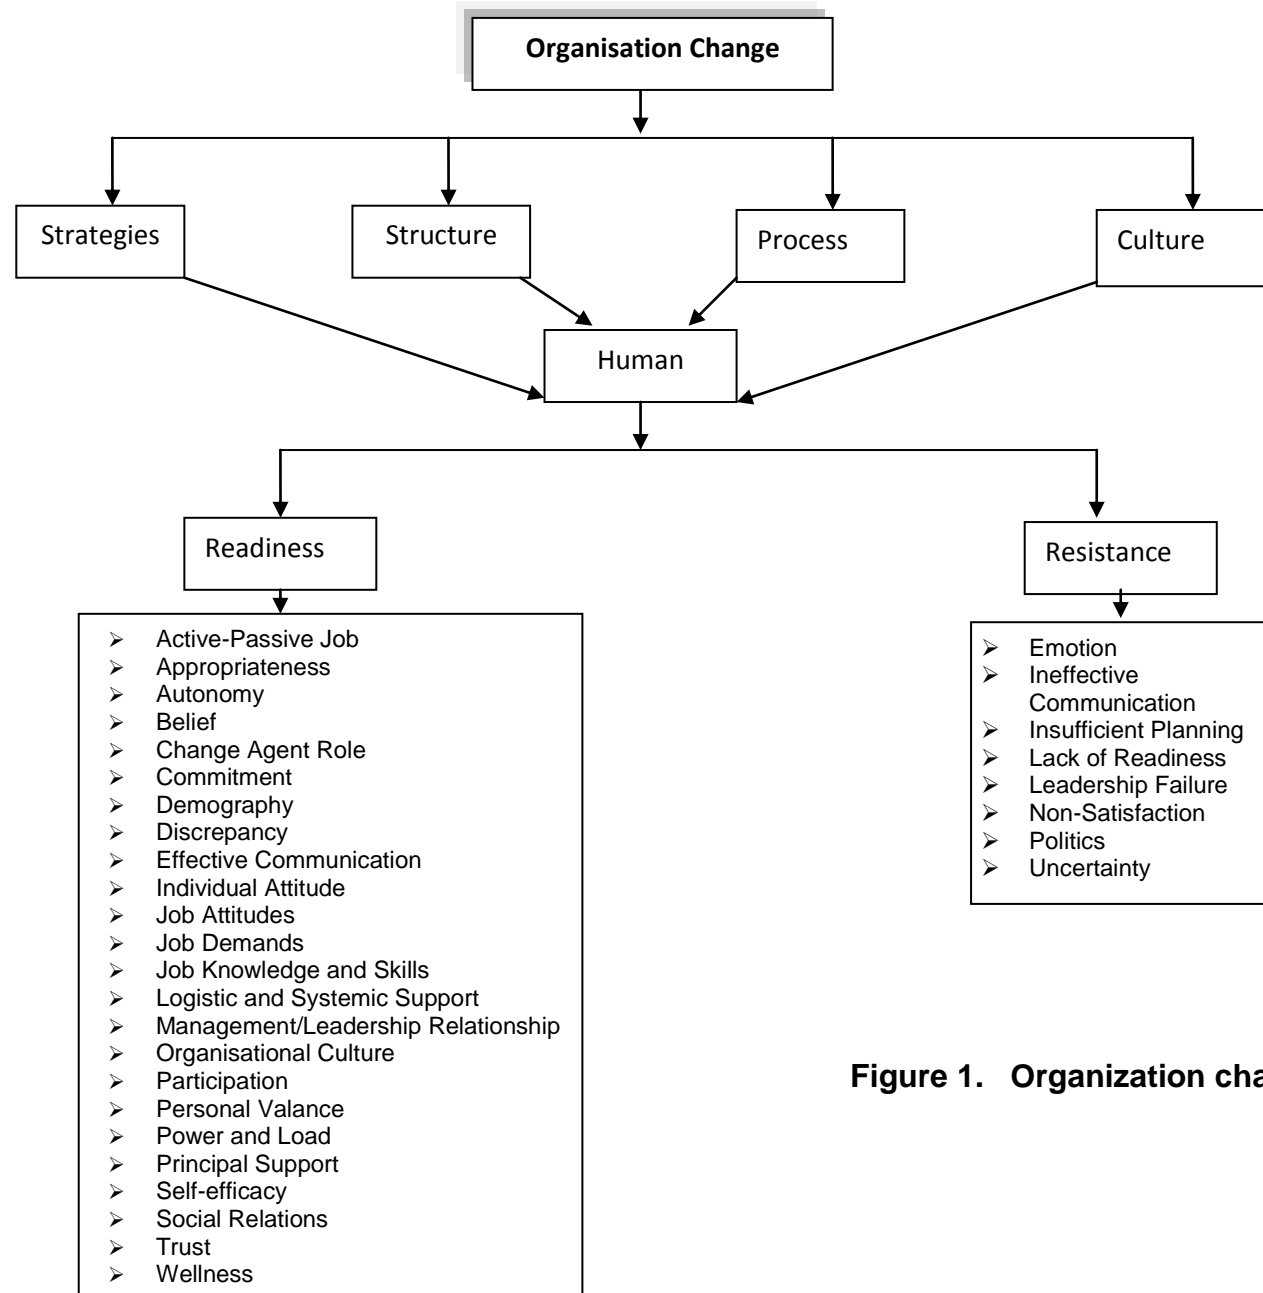 Organisation Change
Strategies
Structure
Process
Culture
Human
Readiness
Resistance
➢ Active-Passive Job
➢ Appropriateness
➢ Autonomy
➢ Belief
➢ Change Agent Role
➢ Commitment
➢ Demography
➢ Discrepancy
➢ Effective Communication
➢ Individual Attitude
➢ Job Attitudes
➢ Job Demands
➢ Job Knowledge and Skills
➢ Logistic and Systemic Support
➢ Management/Leadership Relationship
➢ Organisational Culture
➢ Participation
➢ Personal Valance
➢ Power and Load
➢ Principal Support
➢ Self-efficacy
➢ Social Relations
➢ Trust
➢ Wellness
➢ Emotion
➢ Ineffective
Communication
➢ Insufficient Planning
➢ Lack of Readiness
➢ Leadership Failure
➢ Non-Satisfaction
➢ Politics
➢ Uncertainty
Figure 1. Organization